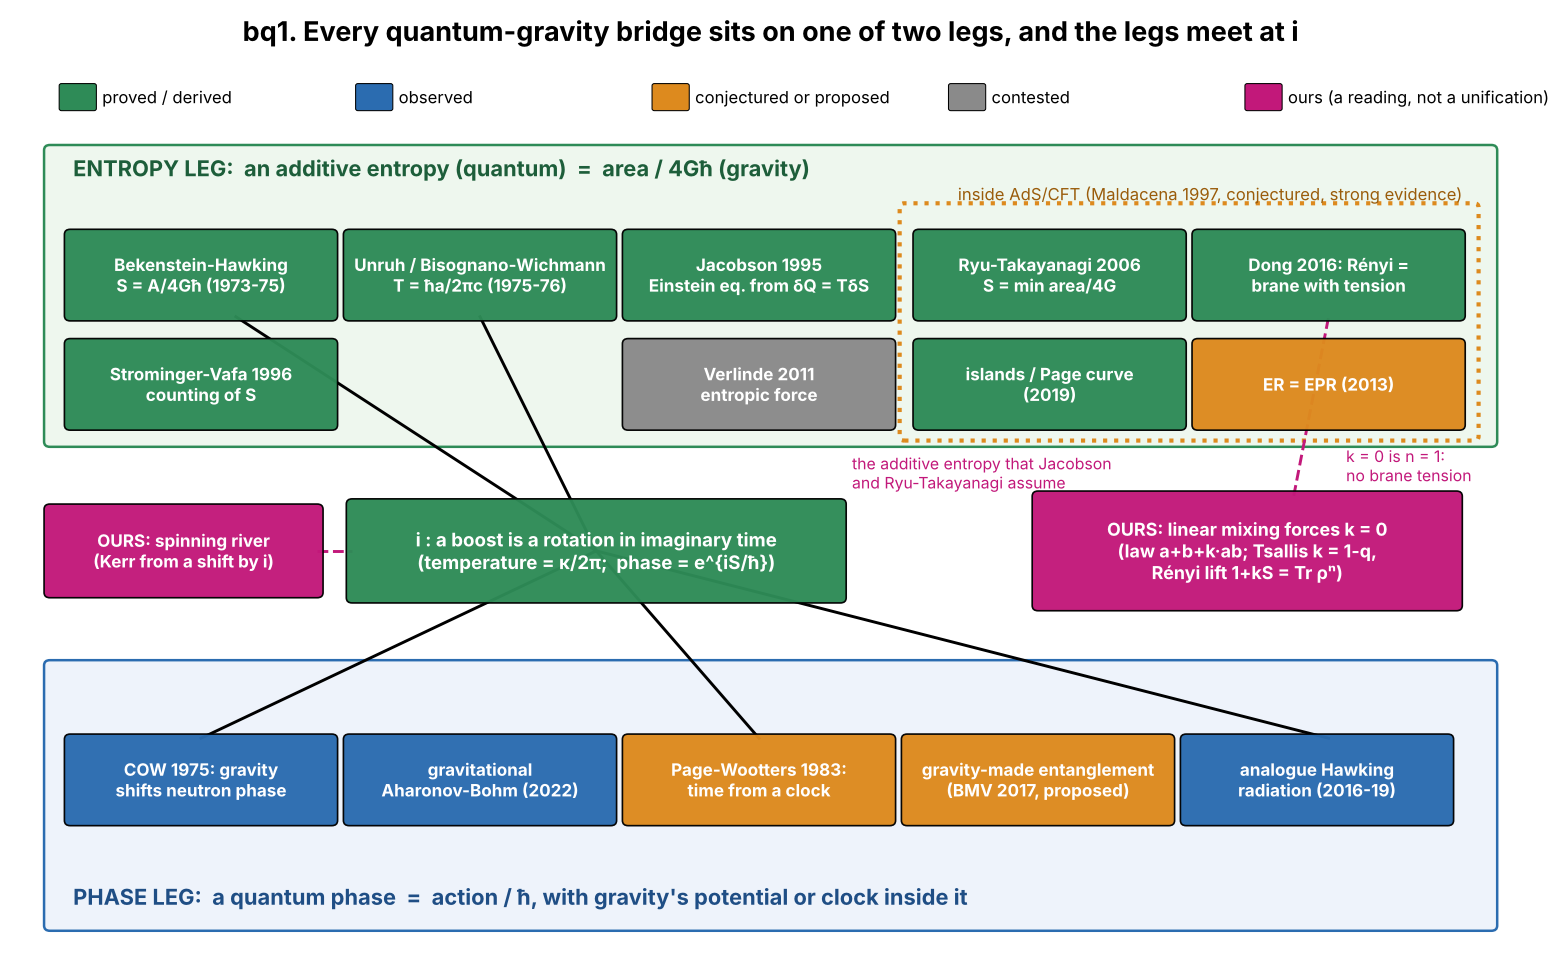 bq1. Every quantum-gravity bridge sits on one of two legs, and the legs meet at i
proved / derived
observed
conjectured or proposed
contested
ours (a reading, not a unification)
ENTROPY LEG:  an additive entropy (quantum)  =  area / 4Għ (gravity)
inside AdS/CFT (Maldacena 1997, conjectured, strong evidence)
Bekenstein-Hawking
S = A/4Għ (1973-75)
Unruh / Bisognano-Wichmann
T = ħa/2πc (1975-76)
Jacobson 1995
Einstein eq. from δQ = TδS
Ryu-Takayanagi 2006
S = min area/4G
Dong 2016: Rényi =
brane with tension
Strominger-Vafa 1996
counting of S
Verlinde 2011
entropic force
islands / Page curve
(2019)
ER = EPR (2013)
the additive entropy that Jacobson
and Ryu-Takayanagi assume
k = 0 is n = 1:
no brane tension
OURS: spinning river
(Kerr from a shift by i)
i : a boost is a rotation in imaginary time
(temperature = κ/2π;  phase = e^{iS/ħ})
OURS: linear mixing forces k = 0
(law a+b+k·ab; Tsallis k = 1-q,
Rényi lift 1+kS = Tr ρⁿ)
COW 1975: gravity
shifts neutron phase
gravitational
Aharonov-Bohm (2022)
Page-Wootters 1983:
time from a clock
gravity-made entanglement
(BMV 2017, proposed)
analogue Hawking
radiation (2016-19)
PHASE LEG:  a quantum phase  =  action / ħ, with gravity's potential or clock inside it